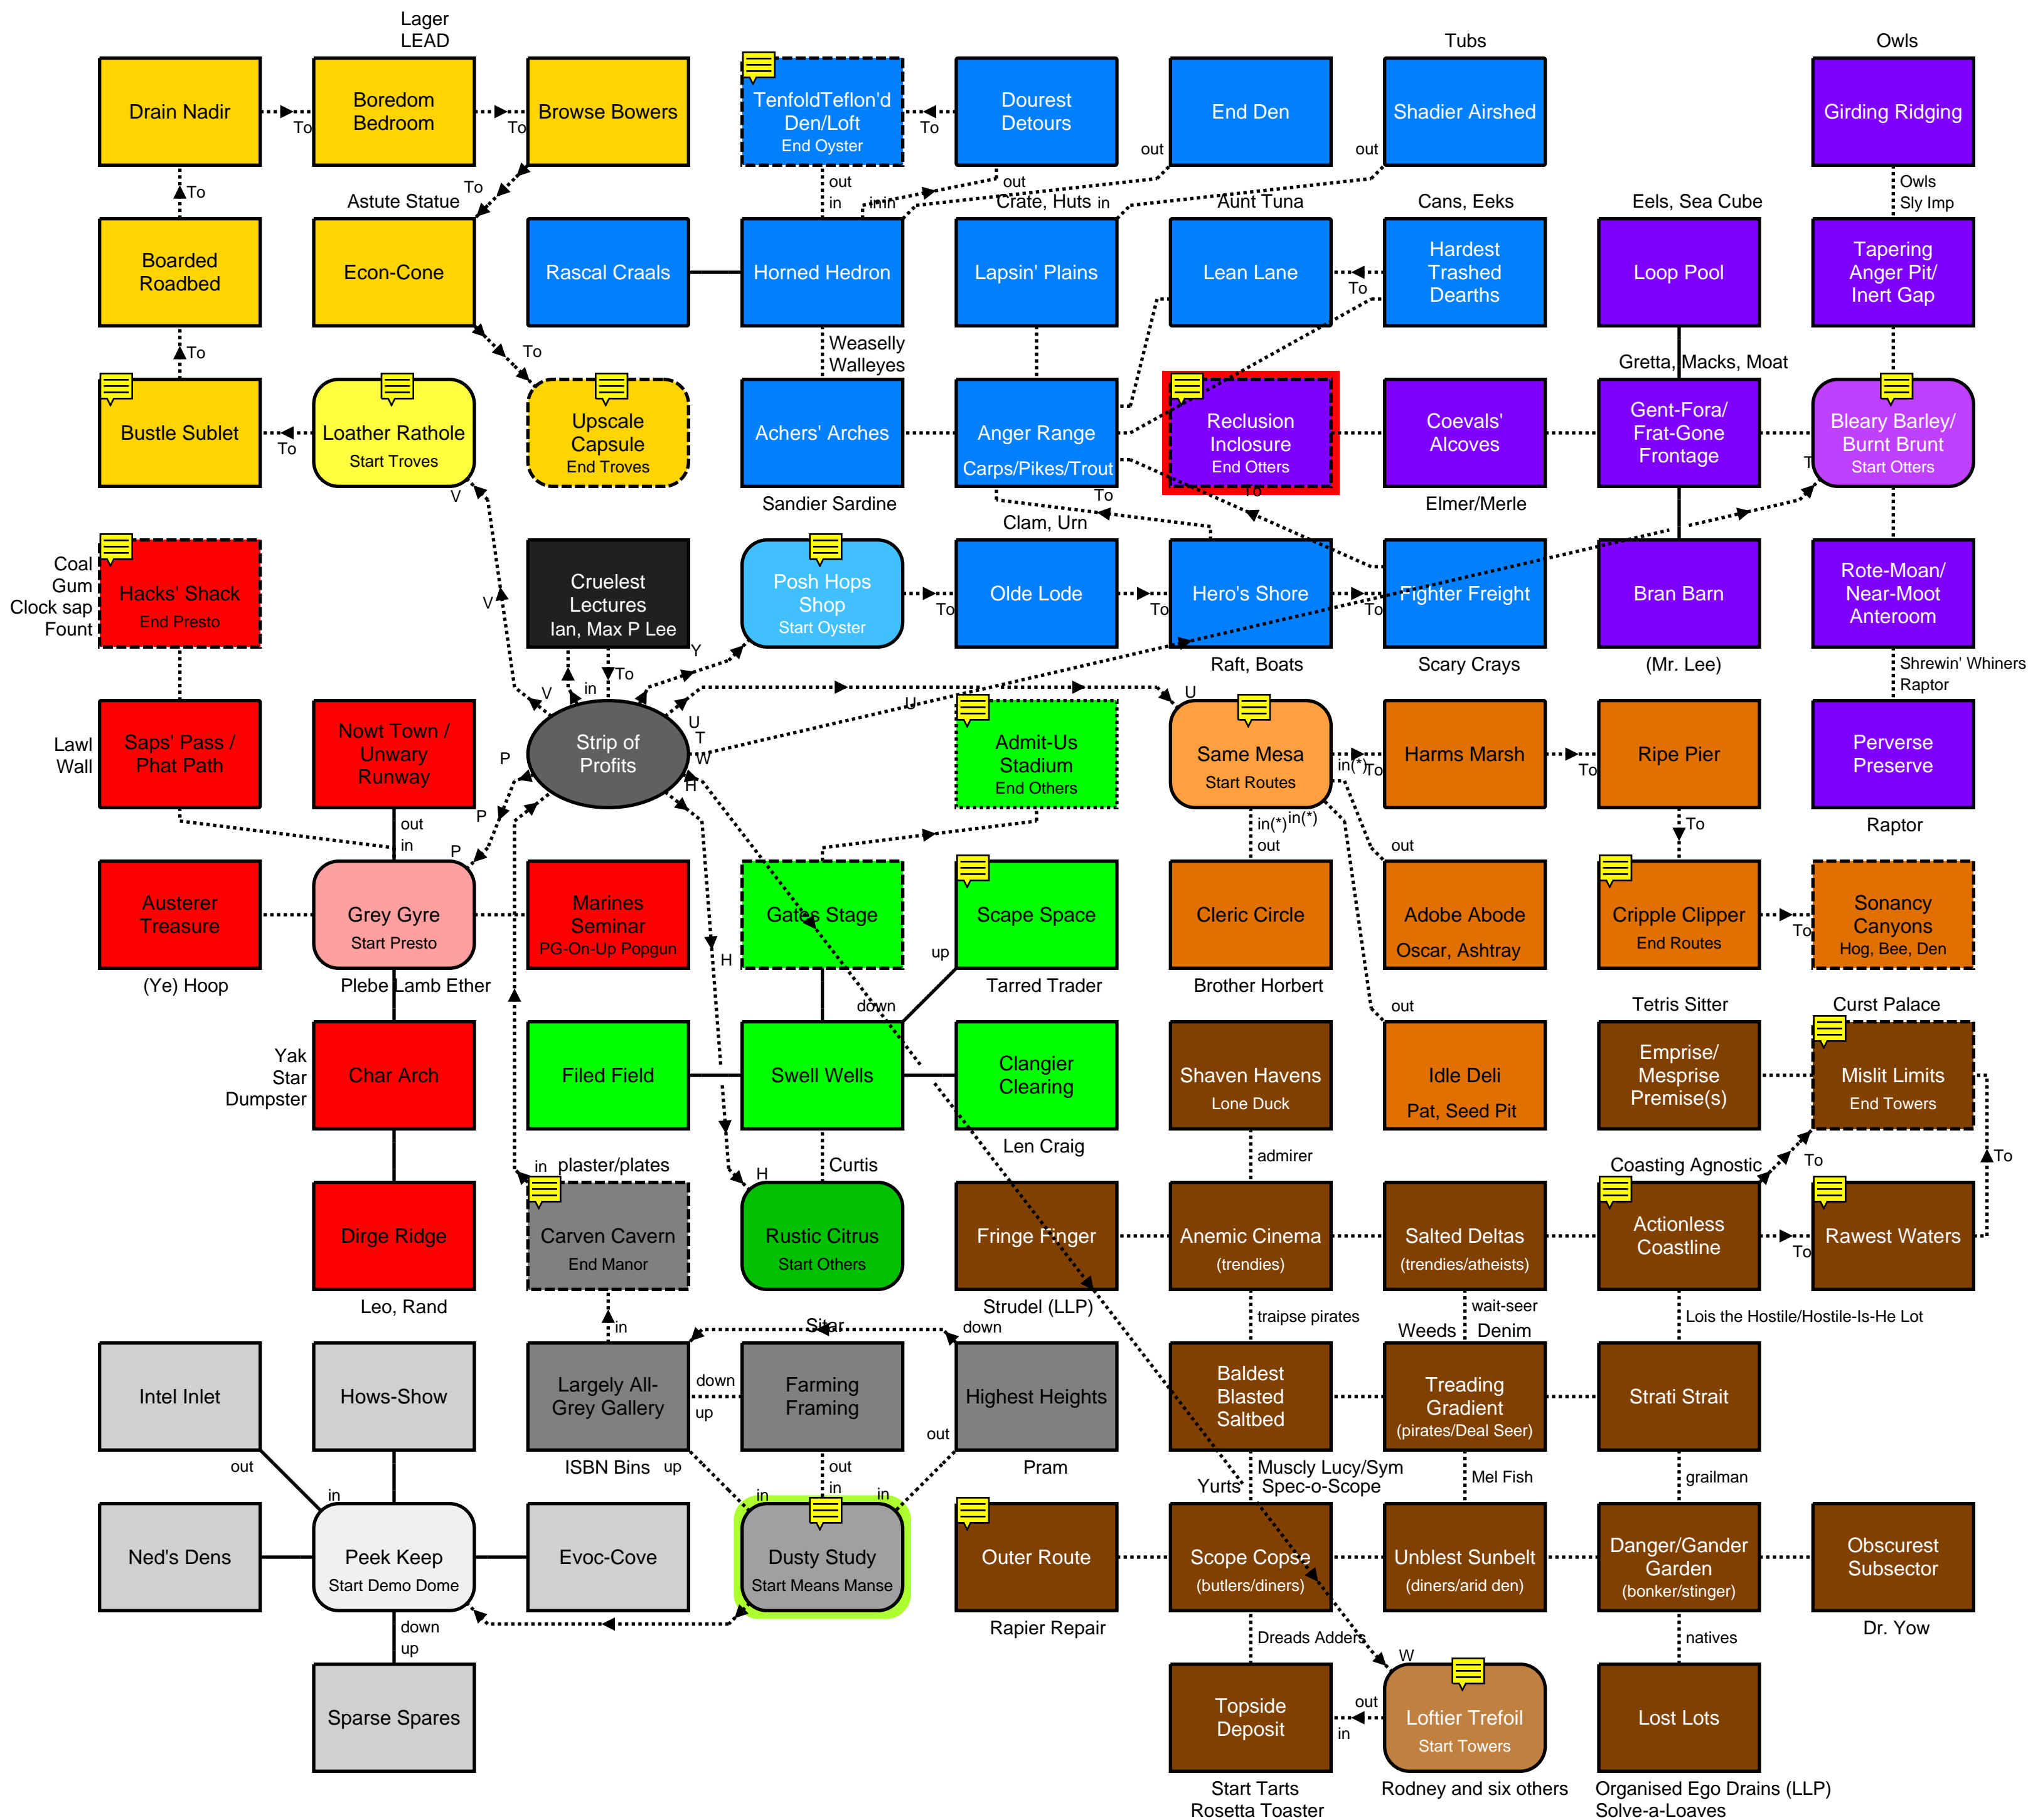 Lager
LEAD
Tubs
Owls
Drain Nadir
To
Boredom
Bedroom
To
Browse Bowers
TenfoldTeflon'd
Den/Loft
End Oyster
To
Dourest
Detours
End Den
Shadier Airshed
Girding Ridging
out
out
To
To
out
in
inin
out
Owls
Sly Imp
Astute Statue
Crate, Huts
in
Aunt Tuna
Cans, Eeks
Eels, Sea Cube
Boarded
Roadbed
Econ-Cone
Rascal Craals
Horned Hedron
Lapsin' Plains
Lean Lane
To
Hardest
Trashed
Dearths
Loop Pool
Tapering
Anger Pit/
Inert Gap
To
To
Weaselly
Walleyes
Gretta, Macks, Moat
Bustle Sublet
To
Loather Rathole
Start Troves
Upscale
Capsule
End Troves
Achers' Arches
Anger Range
Carps/Pikes/Trout
Reclusion
Inclosure
End Otters
Coevals'
Alcoves
Gent-Fora/
Frat-Gone
Frontage
T
Bleary Barley/
Burnt Brunt
Start Otters
V
Sandier Sardine
To
To
Elmer/Merle
Clam, Urn
Coal
Gum
Clock sap
Fount
Hacks' Shack
End Presto
V
Cruelest
Lectures
Ian, Max P Lee
Posh Hops
Shop
Start Oyster
To
Olde Lode
To
Hero's Shore
To
Fighter Freight
Bran Barn
Rote-Moan/
Near-Moot
Anteroom
Y
Raft, Boats
Scary Crays
(Mr. Lee)
Shrewin' Whiners
Raptor
V
in
To
U
U
U
T
W
H
Lawl
Wall
Saps' Pass /
Phat Path
Nowt Town /
Unwary
Runway
P
Strip of
Profits
Admit-Us
Stadium
End Others
Same Mesa
Start Routes
in(*)
To
Harms Marsh
To
Ripe Pier
Perverse
Preserve
P
out
in
P
in(*)
in(*)
out
out
To
Raptor
Austerer
Treasure
Grey Gyre
Start Presto
Marines
Seminar
PG-On-Up Popgun
Gates Stage
up
Scape Space
Cleric Circle
Adobe Abode
Oscar, Ashtray
Cripple Clipper
End Routes
To
Sonancy
Canyons
Hog, Bee, Den
H
(Ye) Hoop
Plebe Lamb Ether
down
Tarred Trader
Brother Horbert
out
Tetris Sitter
Curst Palace
Yak
Star
Dumpster
Char Arch
Filed Field
Swell Wells
Clangier
Clearing
Shaven Havens
Lone Duck
Idle Deli
Pat, Seed Pit
Emprise/
Mesprise
Premise(s)
Mislit Limits
End Towers
Len Craig
admirer
in
plaster/plates
H
Curtis
Coasting Agnostic
To
To
Dirge Ridge
Carven Cavern
End Manor
Rustic Citrus
Start Others
Fringe Finger
Anemic Cinema
(trendies)
Salted Deltas
(trendies/atheists)
Actionless
Coastline
To
Rawest Waters
Leo, Rand
in
Sitar
Strudel (LLP)
down
traipse pirates
wait-seer
Weeds
Denim
Lois the Hostile/Hostile-Is-He Lot
Intel Inlet
Hows-Show
Largely All-
Grey Gallery
down
up
Farming
Framing
Highest Heights
out
Baldest
Blasted
Saltbed
Treading
Gradient
(pirates/Deal Seer)
Strati Strait
out
in
ISBN Bins
up
in
out
in
in
Pram
Muscly Lucy/Sym
Yurts
Spec-o-Scope
Mel Fish
grailman
Ned's Dens
Peek Keep
Start Demo Dome
Evoc-Cove
Dusty Study
Start Means Manse
Outer Route
Scope Copse
(butlers/diners)
Unblest Sunbelt
(diners/arid den)
Danger/Gander
Garden
(bonker/stinger)
Obscurest
Subsector
down
up
Rapier Repair
Dreads Adders
W
natives
Dr. Yow
Sparse Spares
Topside
Deposit
out
in
Loftier Trefoil
Start Towers
Lost Lots
Start Tarts
Rosetta Toaster
Rodney and six others
Organised Ego Drains (LLP)
Solve-a-Loaves